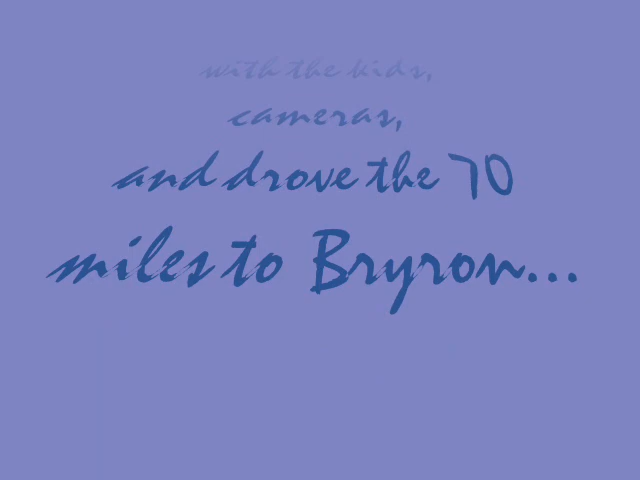 with the kids,
cameras,
and drove the 70
miles to Bryron...